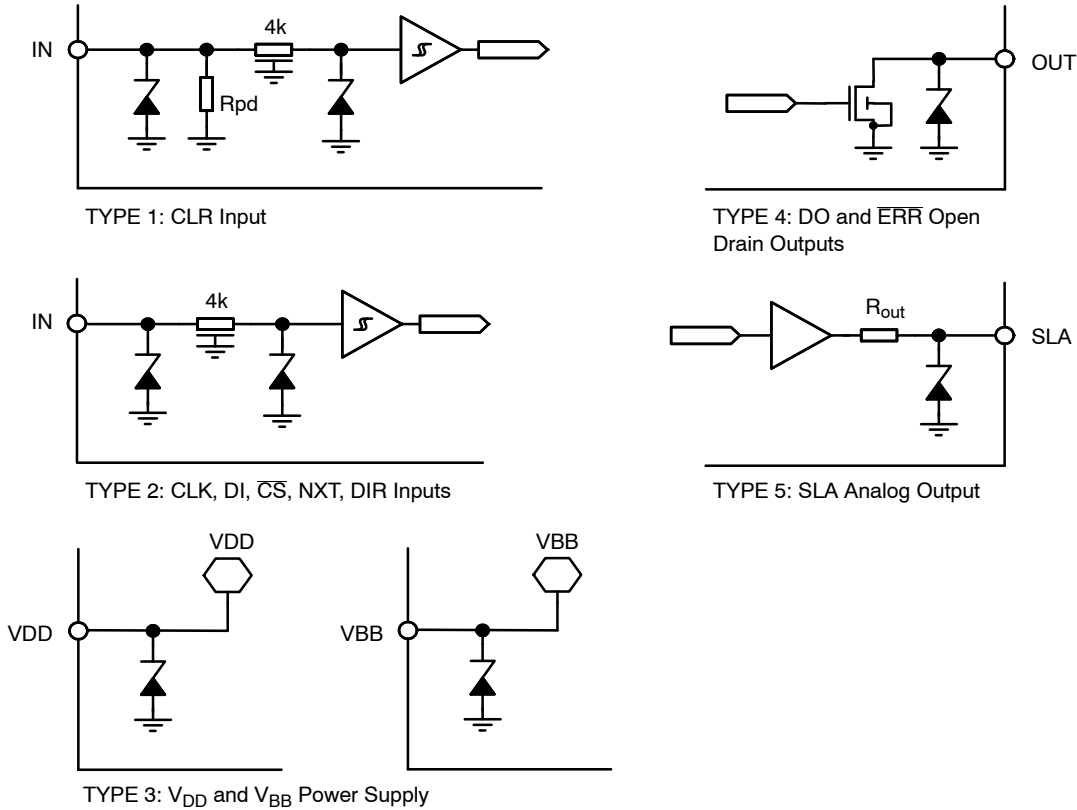 IN
4k
Rpd
TYPE 1: CLR Input
OUT
TYPE 4: DO and E̅R̅R̅ Open
Drain Outputs
IN
4k
TYPE 2: CLK, DI, C̅S̅, NXT, DIR Inputs
Rout
SLA
TYPE 5: SLA Analog Output
VDD
VDD
VBB
VBB
TYPE 3: VDD and VBB Power Supply